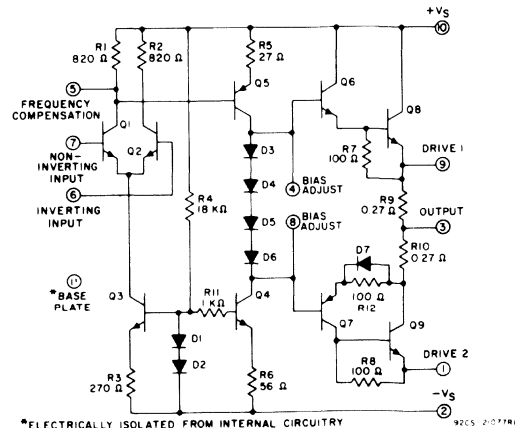 +VS
10
R1
820 Ω
R2
820 Ω
R5
27 Ω
5
FREQUENCY
COMPENSATION
Q5
Q6
Q8
Q1
7
NON-
INVERTING
INPUT
Q2
6
INVERTING
INPUT
D3
D4
D5
D6
R4
18 KΩ
4
BIAS
ADJUST
8
BIAS
ADJUST
R7
100
Ω
9
DRIVE 1
R9
0.27 Ω
3
OUTPUT
R10
0.27Ω
D7
100 Ω
R12
11
*BASE
PLATE
Q3
R11
1 KΩ
Q4
Q7
Q9
D1
D2
R3
270 Ω
R6
56 Ω
R8
100 Ω
DRIVE 2
1
-VS
2
*ELECTRICALLY ISOLATED FROM INTERNAL CIRCUITRY
92CS-21077R1